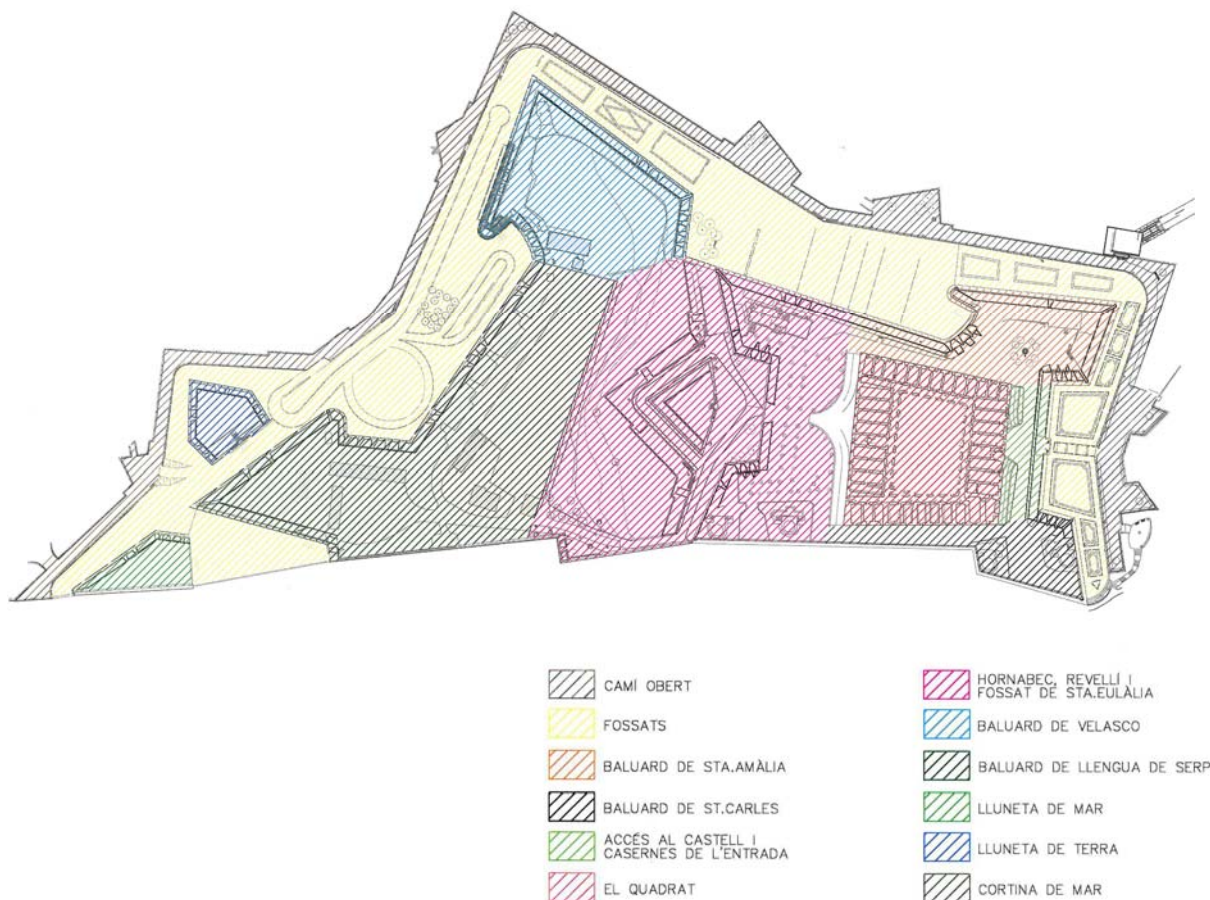 CAMÍ OBERT
FOSSATS
BALUARD DE STA.AMÀLIA
BALUARD DE ST.CARLES
ACCÉS AL CASTELL I
CASERNES DE L'ENTRADA
EL QUADRAT
HORNABEC, REVELLÍ I
FOSSAT DE STA.EULÀLIA
BALUARD DE VELASCO
BALUARD DE LLENGUA DE SERP
LLUNETA DE MAR
LLUNETA DE TERRA
CORTINA DE MAR